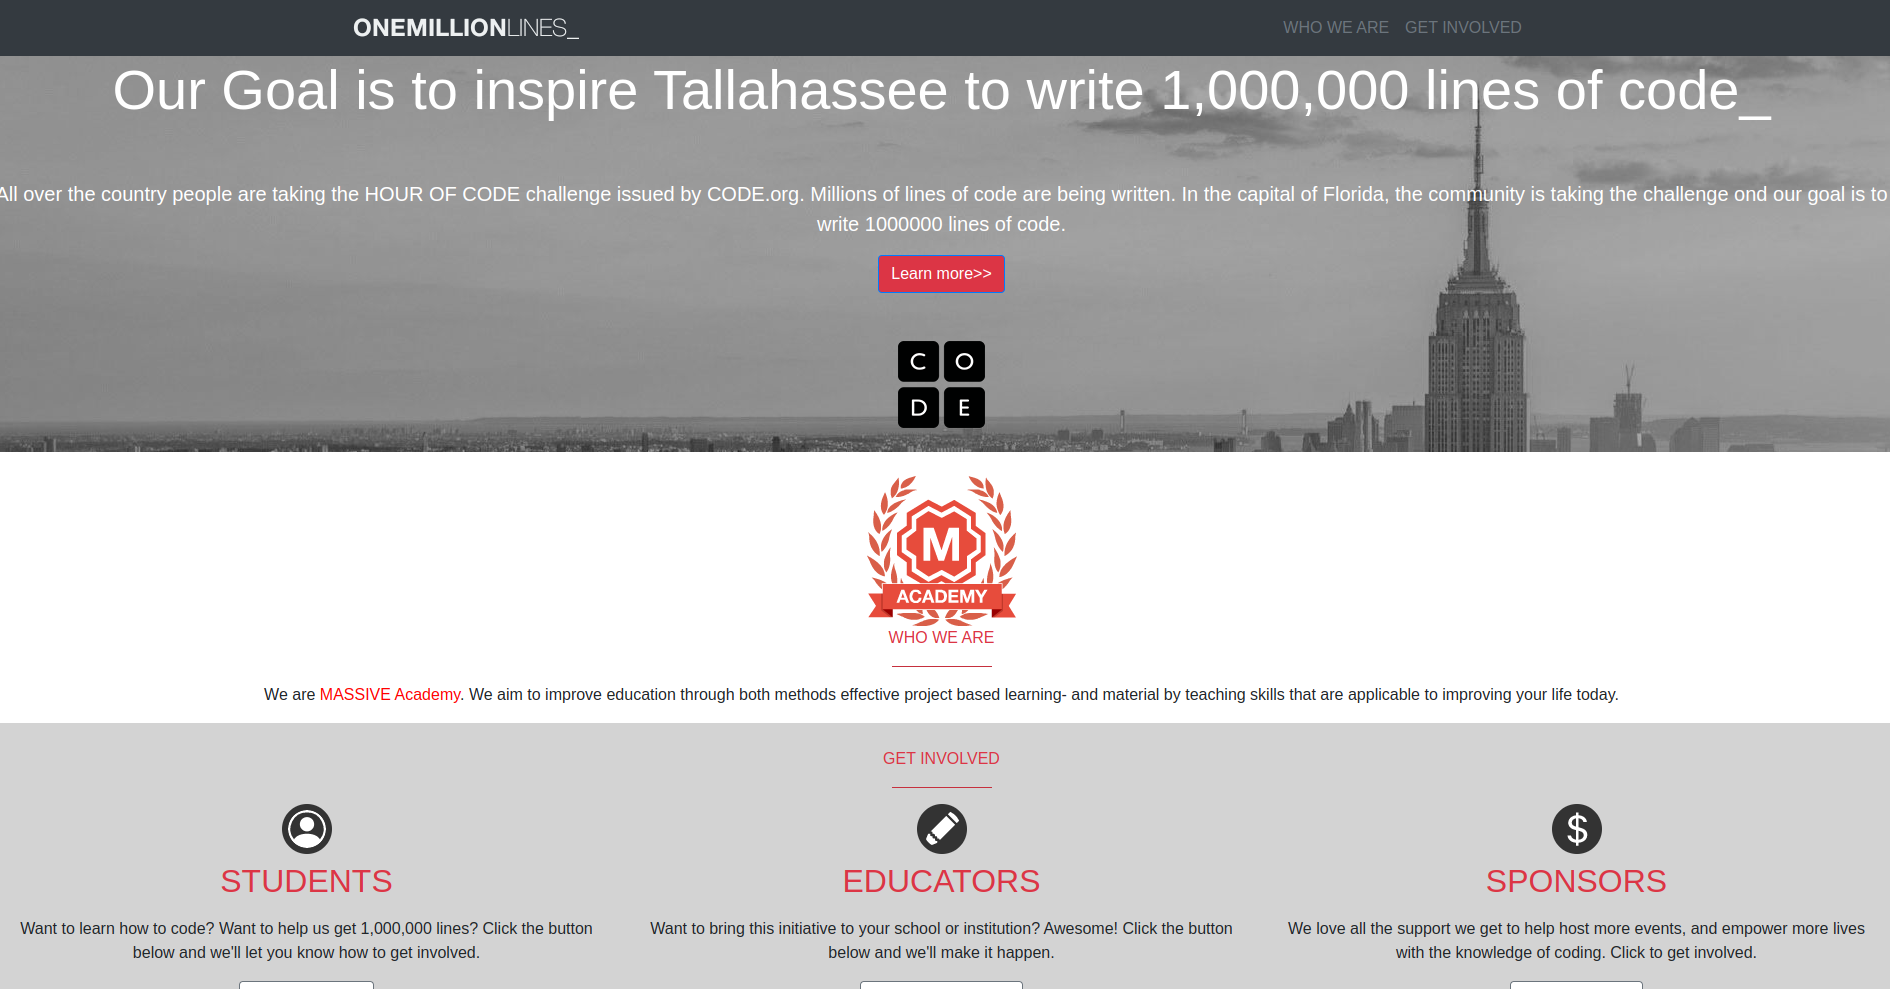 ONEMILLIONLINES_
WHO WE ARE
GET INVOLVED
Our Goal is to inspire Tallahassee to write 1,000,000 lines of code_
All over the country people are taking the HOUR OF CODE challenge issued by CODE.org. Millions of lines of code are being written. In the capital of Florida, the community is taking the challenge ond our goal is to
write 1000000 lines of code.
Learn more>>
C O
D E
M
ACADEMY
WHO WE ARE
We are MASSIVE Academy. We aim to improve education through both methods effective project based learning- and material by teaching skills that are applicable to improving your life today.
GET INVOLVED
STUDENTS
Want to learn how to code? Want to help us get 1,000,000 lines? Click the button
below and we'll let you know how to get involved.
EDUCATORS
Want to bring this initiative to your school or institution? Awesome! Click the button
below and we'll make it happen.
$
SPONSORS
We love all the support we get to help host more events, and empower more lives
with the knowledge of coding. Click to get involved.